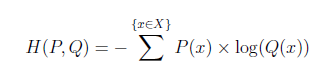 {x∈X}
H(P,Q) = − ∑ P(x) × log(Q(x))